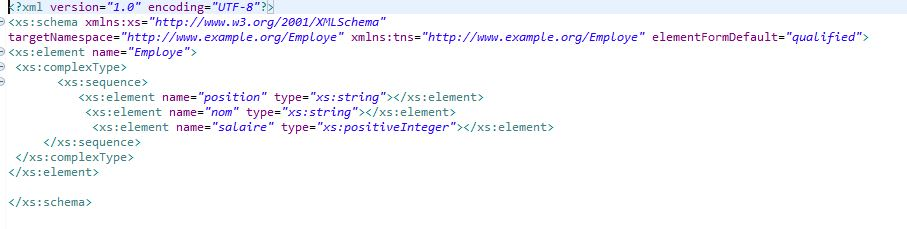 <?xml version="1.0" encoding="UTF-8"?>
<xs:schema xmlns:xs="http://www.w3.org/2001/XMLSchema"
targetNamespace="http://www.example.org/Employe" xmlns:tns="http://www.example.org/Employe" elementFormDefault="qualified">
<xs:element name="Employe">
<xs:complexType>
<xs:sequence>
<xs:element name="position" type="xs:string"></xs:element>
<xs:element name="nom" type="xs:string"></xs:element>
<xs:element name="salaire" type="xs:positiveInteger"></xs:element>
</xs:sequence>
</xs:complexType>
</xs:element>
</xs:schema>